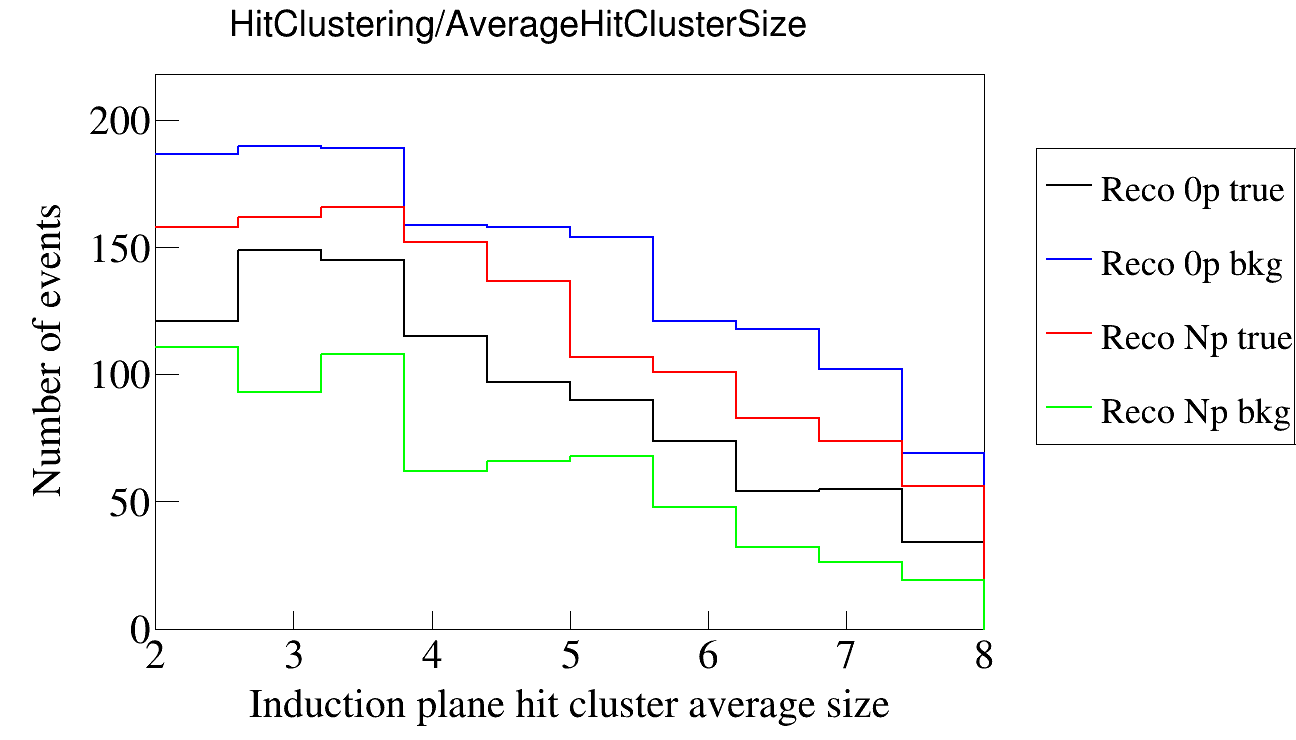 HitClustering/AverageHitClusterSize
Number of events
200
150
100
50
0
2 3 4 5 6 7 8
Induction plane hit cluster average size
Reco 0p true
Reco 0p bkg
Reco Np true
Reco Np bkg